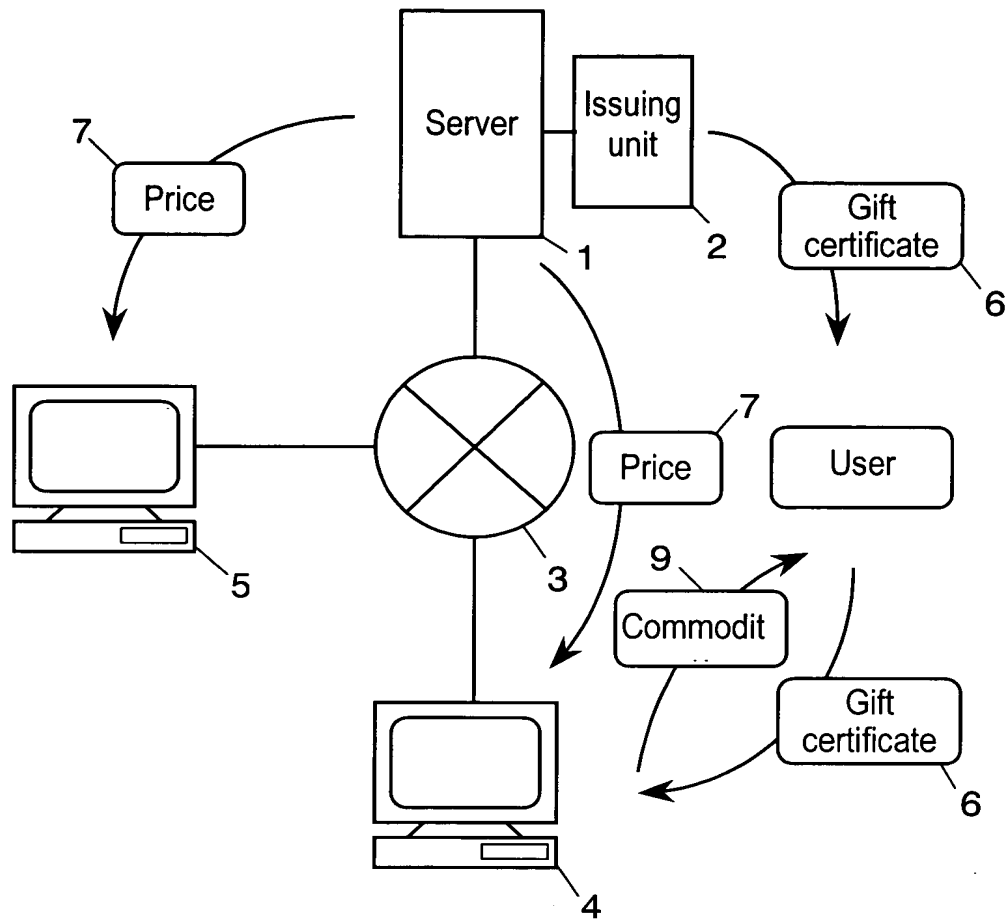 Server
Issuing
unit
7
Price
1
2
Gift
certificate
6
7
Price
User
5
3
9
Commodit
Gift
certificate
6
4